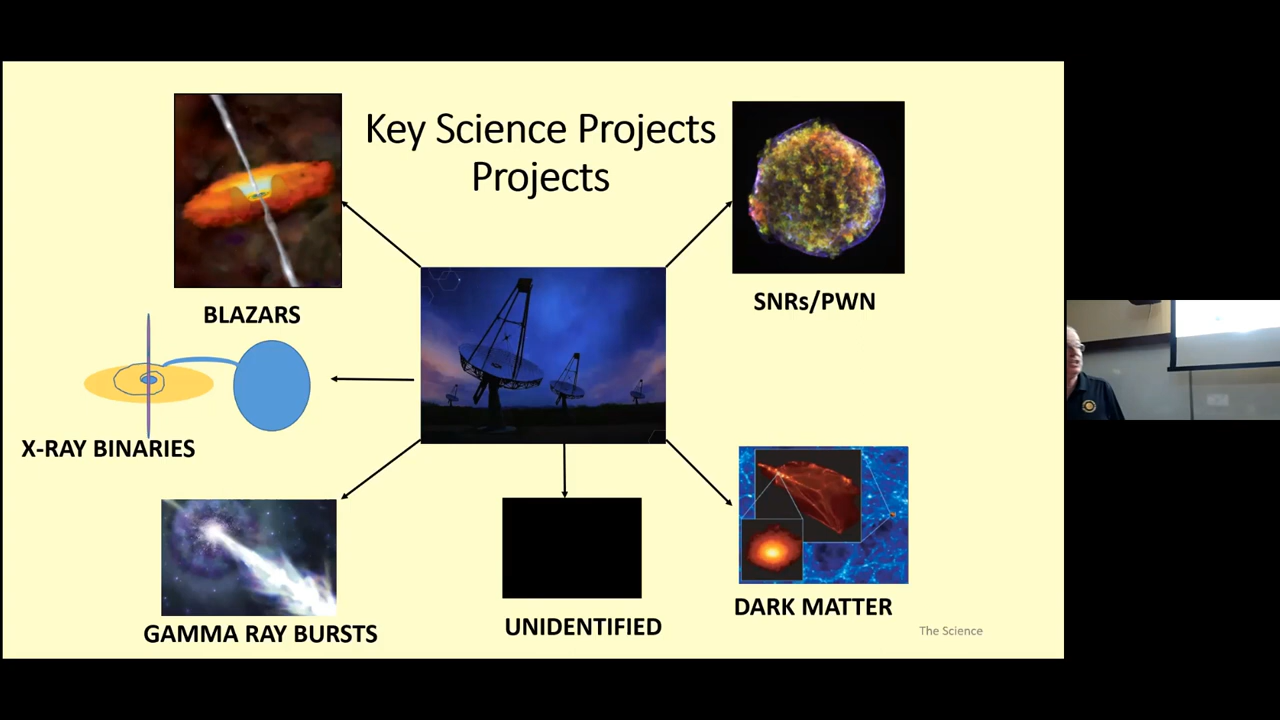 Key Science Projects
Projects
BLAZARS
SNRs/PWN
X-RAY BINARIES
GAMMA RAY BURSTS
UNIDENTIFIED
DARK MATTER
The Science